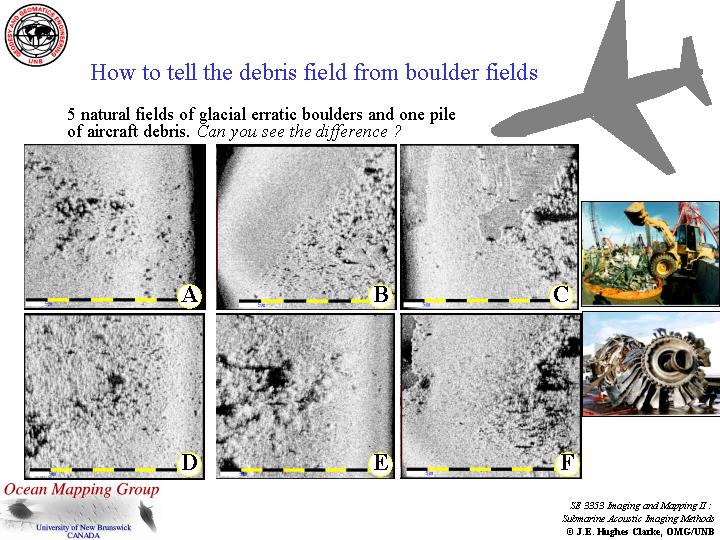 GEODESY AND GEOMATICS ENGINEERING
UNB
How to tell the debris field from boulder fields
5 natural fields of glacial erratic boulders and one pile
of aircraft debris. Can you see the difference ?
A
B
C
D
E
F
Ocean Mapping Group
University of New Brunswick
CANADA
SE 3353 Imaging and Mapping II :
Submarine Acoustic Imaging Methods
© J.E. Hughes Clarke, OMG/UNB